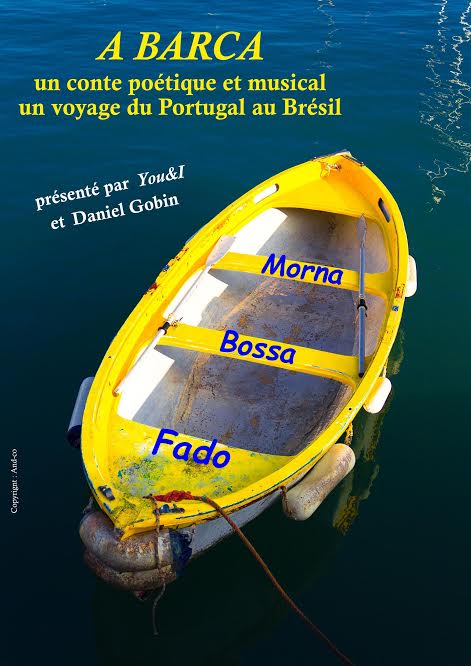 A BARCA
un conte poétique et musical
un voyage du Portugal au Brésil
présenté par You&I
et Daniel Gobin
Morna
Bossa
Fado
Copyright : And-co